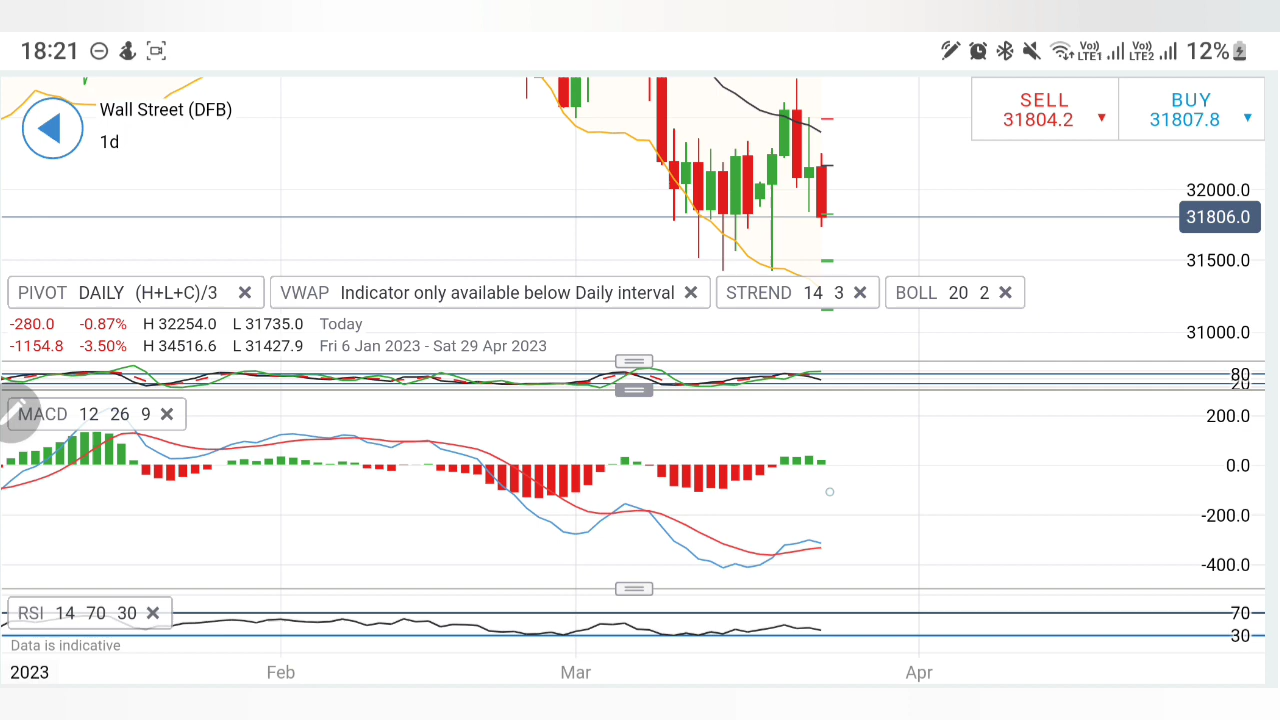 18:21
Vo) LTE1 Vo) LTE2 12%
Wall Street (DFB)
1d
SELL 31804.2
BUY 31807.8
32000.0
31806.0
31500.0
PIVOT DAILY (H+L+C)/3
VWAP Indicator only available below Daily interval
STREND 14 3
BOLL 20 2
-280.0 -0.87% H 32254.0 L 31735.0 Today
31000.0
-1154.8 -3.50% H 34516.6 L 31427.9 Fri 6 Jan 2023 - Sat 29 Apr 2023
80
20
MACD 12 26 9
200.0
0.0
-200.0
-400.0
RSI 14 70 30
70
30
Data is indicative
2023 Feb Mar Apr